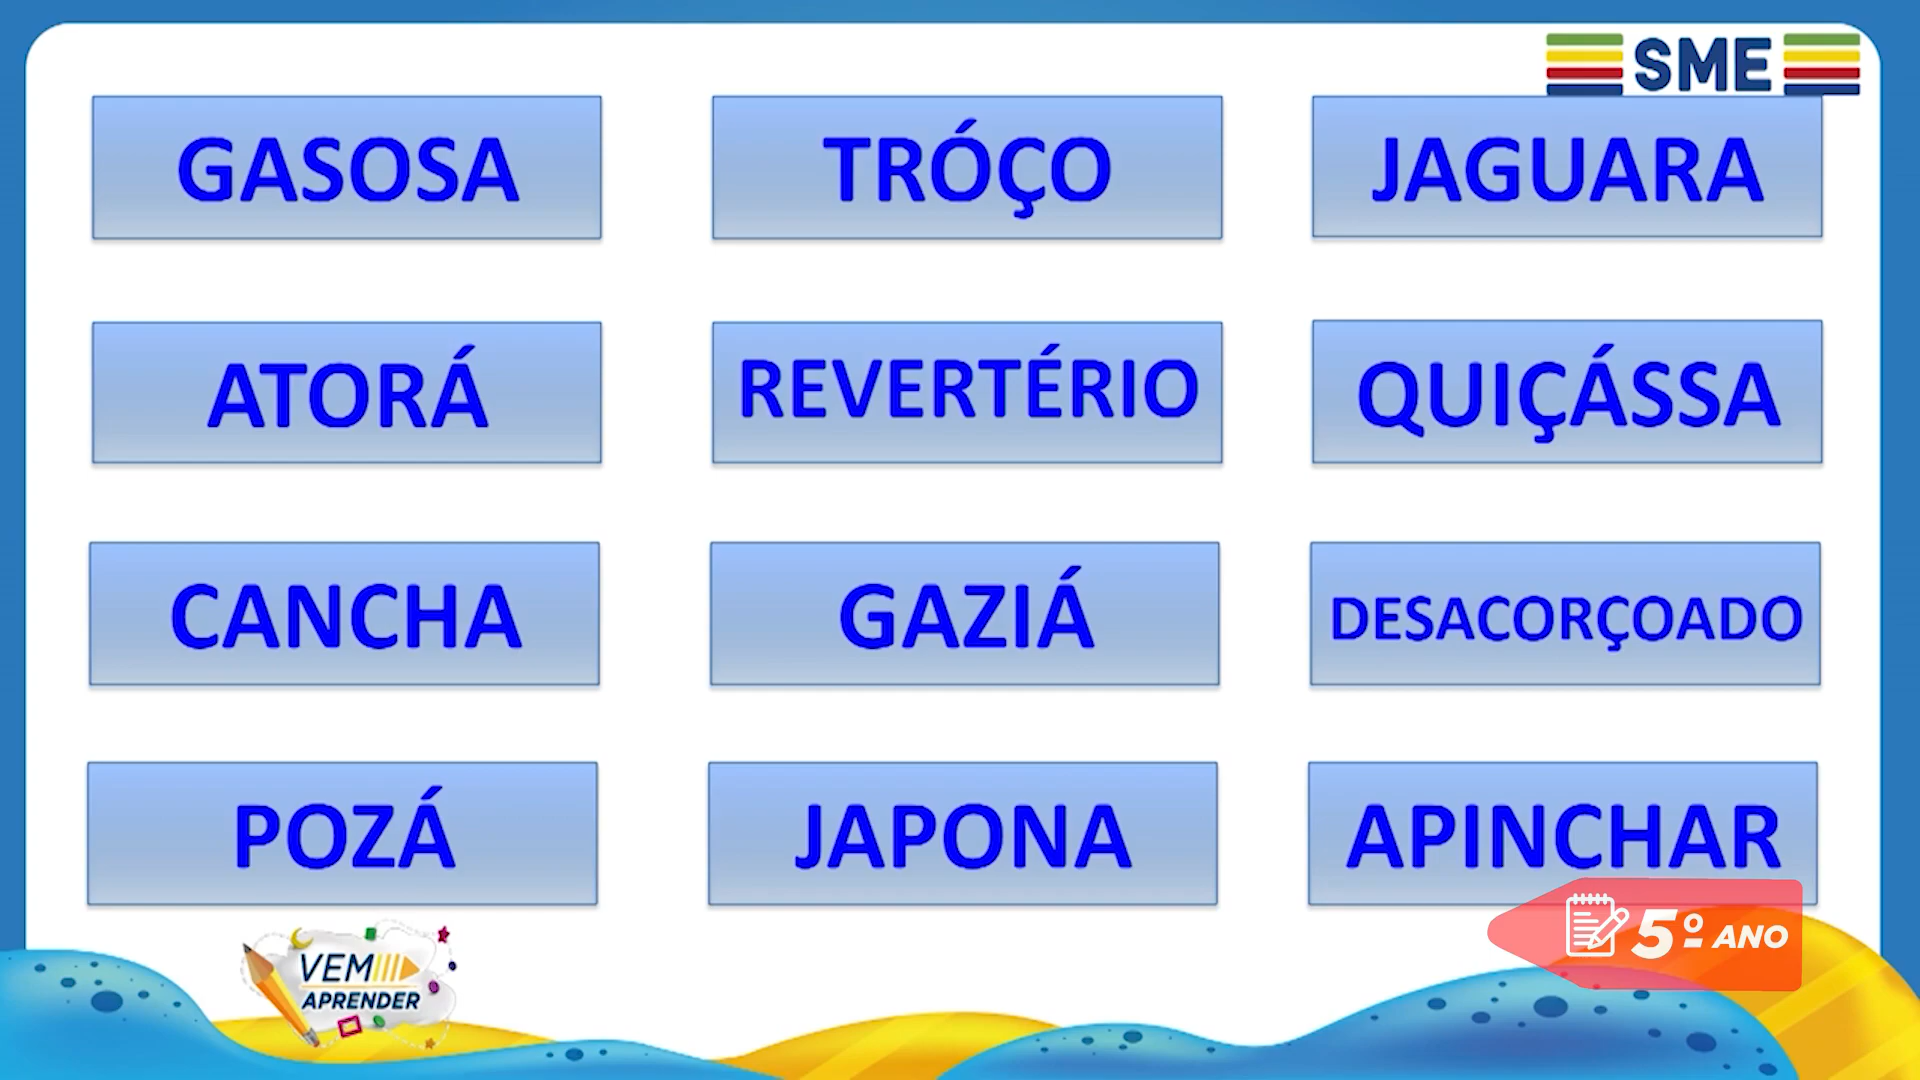 SME
GASOSA
TRÓÇO
JAGUARA
ATORÁ
REVERTÉRIO
QUIÇÁSSA
CANCHA
GAZIÁ
DESACORÇOADO
POZÁ
JAPONA
APINCHAR
5º ANO
VEM
APRENDER